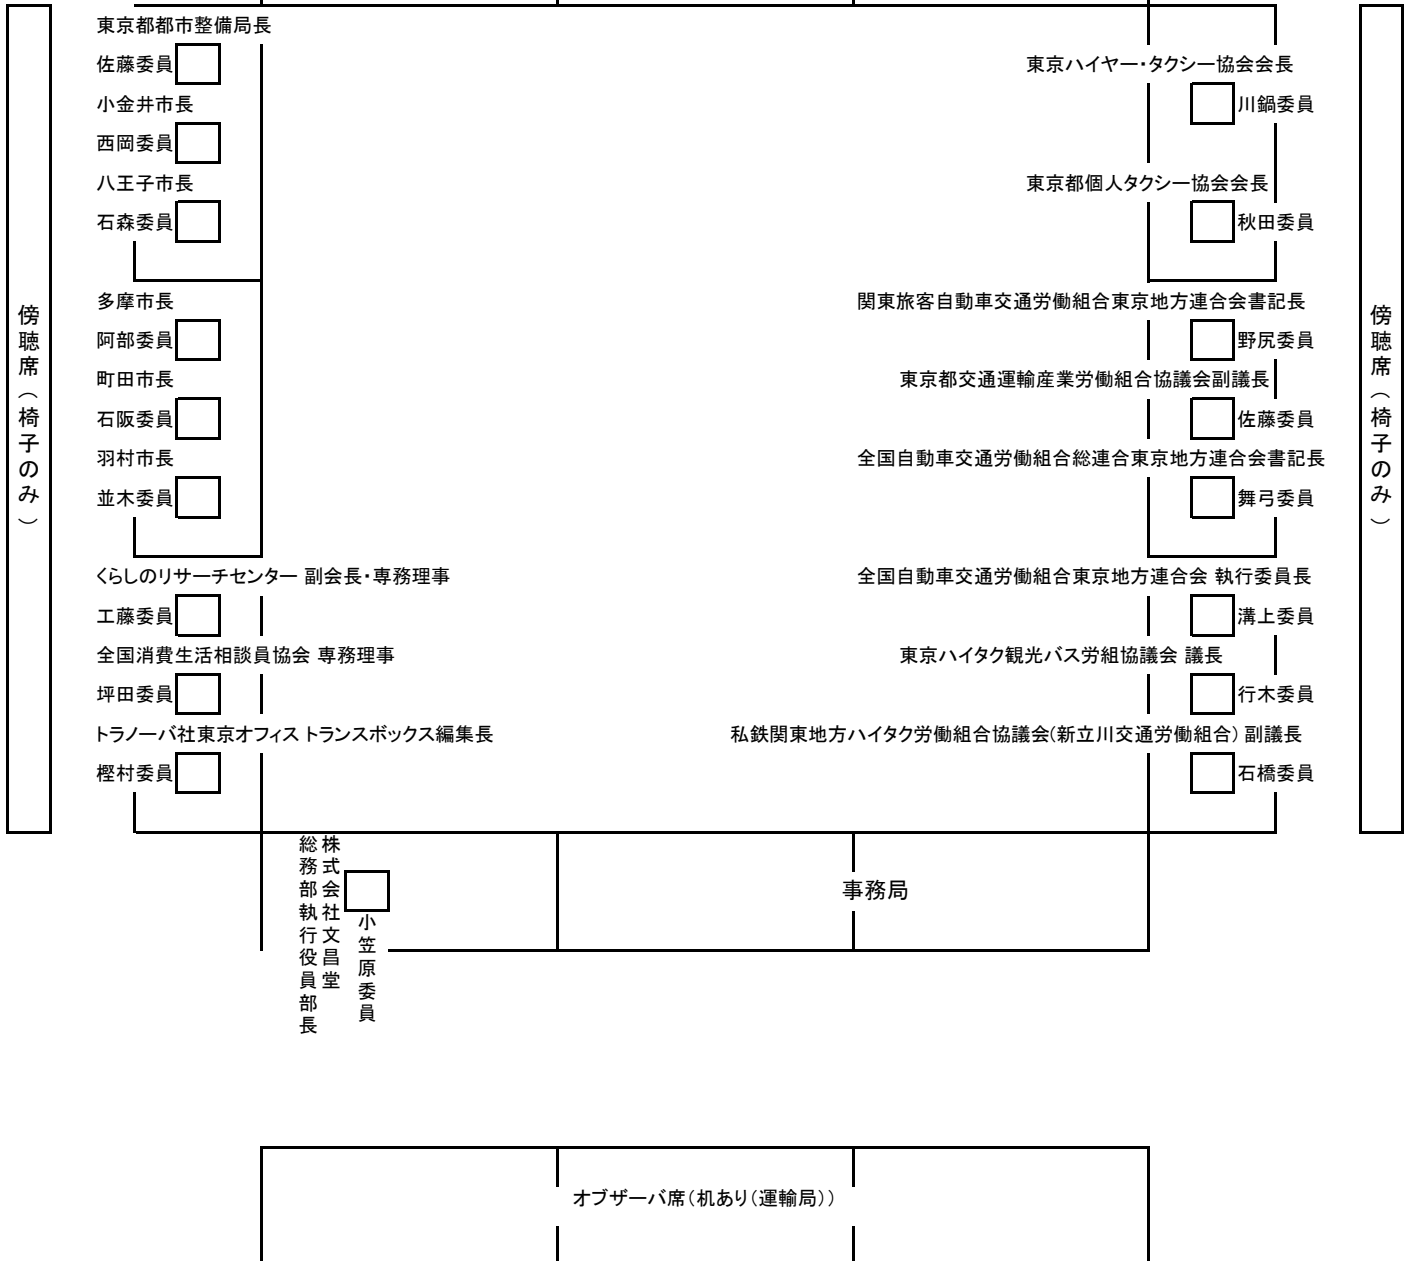 東京都都市整備局長
佐藤委員
小金井市長
西岡委員
八王子市長
石森委員
多摩市長
阿部委員
町田市長
石阪委員
羽村市長
並木委員
くらしのリサーチセンター 副会長・専務理事
工藤委員
全国消費生活相談員協会 専務理事
坪田委員
トラノーバ社東京オフィス トランスボックス編集長
樫村委員
東京ハイヤー・タクシー協会会長
川鍋委員
東京都個人タクシー協会会長
秋田委員
関東旅客自動車交通労働組合東京地方連合会書記長
野尻委員
東京都交通運輸産業労働組合協議会副議長
佐藤委員
全国自動車交通労働組合総連合東京地方連合会書記長
舞弓委員
全国自動車交通労働組合東京地方連合会 執行委員長
溝上委員
東京ハイタク観光バス労組協議会 議長
行木委員
私鉄関東地方ハイタク労働組合協議会(新立川交通労働組合) 副議長
石橋委員
傍聴席(椅子のみ)
傍聴席(椅子のみ)
株式会社文昌堂
総務部執行役員部長
小笠原委員
事務局
オブザーバ席(机あり(運輸局))